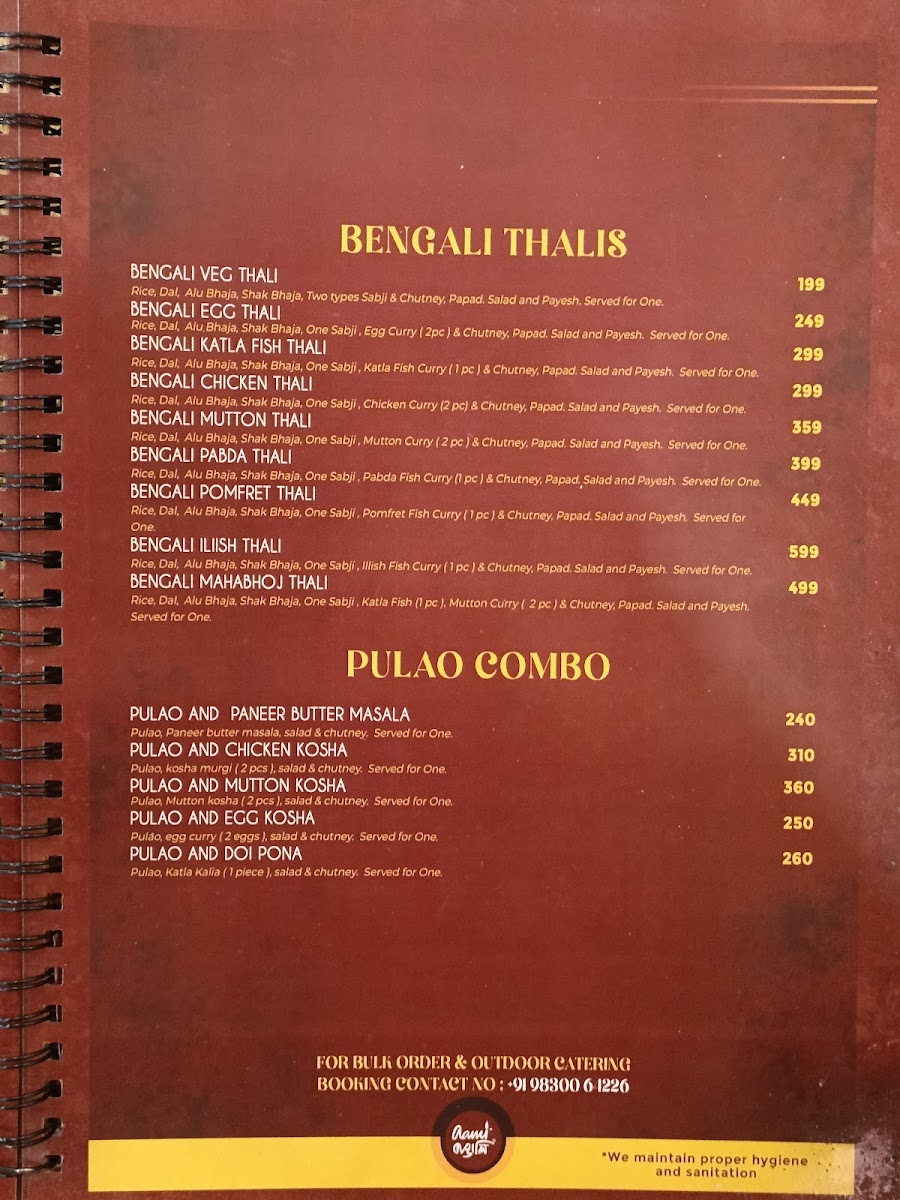 BENGALI THALIS
BENGALI VEG THALI 199
Rice, Dal, Alu Bhaja, Shak Bhaja, Two types Sabji & Chutney, Papad. Salad and Payesh. Served for One.
BENGALI EGG THALI 249
Rice, Dal, Alu Bhaja, Shak Bhaja, One Sabji , Egg Curry ( 2pc ) & Chutney, Papad. Salad and Payesh. Served for One.
BENGALI KATLA FISH THALI 299
Rice, Dal, Alu Bhaja, Shak Bhaja, One Sabji , Katla Fish Curry ( 1 pc ) & Chutney, Papad. Salad and Payesh. Served for One.
BENGALI CHICKEN THALI 299
Rice, Dal, Alu Bhaja, Shak Bhaja, One Sabji , Chicken Curry (2 pc) & Chutney, Papad. Salad and Payesh. Served for One.
BENGALI MUTTON THALI 359
Rice, Dal, Alu Bhaja, Shak Bhaja, One Sabji , Mutton Curry ( 2 pc ) & Chutney, Papad. Salad and Payesh. Served for One.
BENGALI PABDA THALI 399
Rice, Dal, Alu Bhaja, Shak Bhaja, One Sabji , Pabda Fish Curry (1 pc ) & Chutney, Papad. Salad and Payesh. Served for One.
BENGALI POMFRET THALI 449
Rice, Dal, Alu Bhaja, Shak Bhaja, One Sabji , Pomfret Fish Curry ( 1 pc ) & Chutney, Papad. Salad and Payesh. Served for
One.
BENGALI ILIISH THALI 599
Rice, Dal, Alu Bhaja, Shak Bhaja, One Sabji , Illish Fish Curry ( 1 pc ) & Chutney, Papad. Salad and Payesh. Served for One.
BENGALI MAHABHOJ THALI 499
Rice, Dal, Alu Bhaja, Shak Bhaja, One Sabji , Katla Fish (1 pc ), Mutton Curry ( 2 pc ) & Chutney, Papad. Salad and Payesh.
Served for One.
PULAO COMBO
PULAO AND PANEER BUTTER MASALA 240
Pulao, Paneer butter masala, salad & chutney. Served for One.
PULAO AND CHICKEN KOSHA 310
Pulao, kosha murgi ( 2 pcs ), salad & chutney. Served for One.
PULAO AND MUTTON KOSHA 360
Pulao, Mutton kosha ( 2 pcs ), salad & chutney. Served for One.
PULAO AND EGG KOSHA 250
Pulao, egg curry ( 2 eggs ), salad & chutney. Served for One.
PULAO AND DOI PONA 260
Pulao, Katla Kalia ( 1 piece ), salad & chutney. Served for One.
FOR BULK ORDER & OUTDOOR CATERING
BOOKING CONTACT NO : +91 98300 64226
Aami
*We maintain proper hygiene
and sanitation